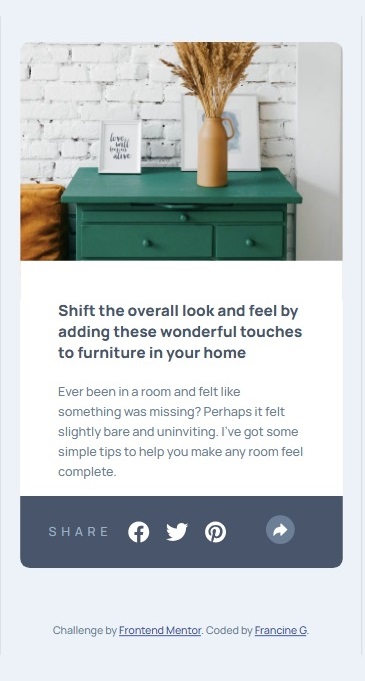 love
will
alive
Shift the overall look and feel by
adding these wonderful touches
to furniture in your home
Ever been in a room and felt like
something was missing? Perhaps it felt
slightly bare and uninviting. I've got some
simple tips to help you make any room feel
complete.
SHARE
Challenge by Frontend Mentor. Coded by Francine G.